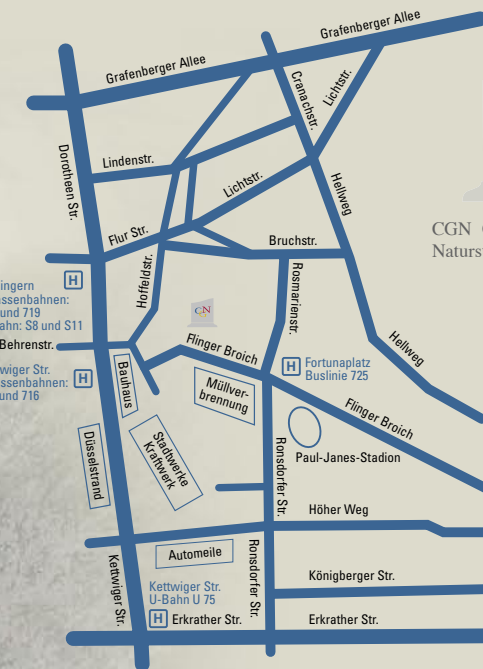 Grafenberger Allee
Grafenberger Allee
Cranachstr.
Lichtstr.
Dorotheen Str.
Lindenstr.
Lichtstr.
Hellweg
CGN
Naturs
Flur Str.
Bruchstr.
Hoffeldstr.
Rosmarienstr.
H
ingern
assenbahnen:
und 719
ahn: S8 und S11
CN
Behrenstr.
Flinger Broich
Hellweg
H
Fortunaplatz
Buslinie 725
wiger Str.
ssenbahnen:
und 716
H
Bauhaus
Müllver-
brennung
Flinger Broich
Düsselstrand
Stadtwerke
Kraftwerk
Paul-Janes-Stadion
Ronsdorfer Str.
Höher Weg
Automeile
Kettwiger Str.
Ronsdorfer Str.
Königberger Str.
Kettwiger Str.
U-Bahn U 75
H
Erkrather Str.
Erkrather Str.